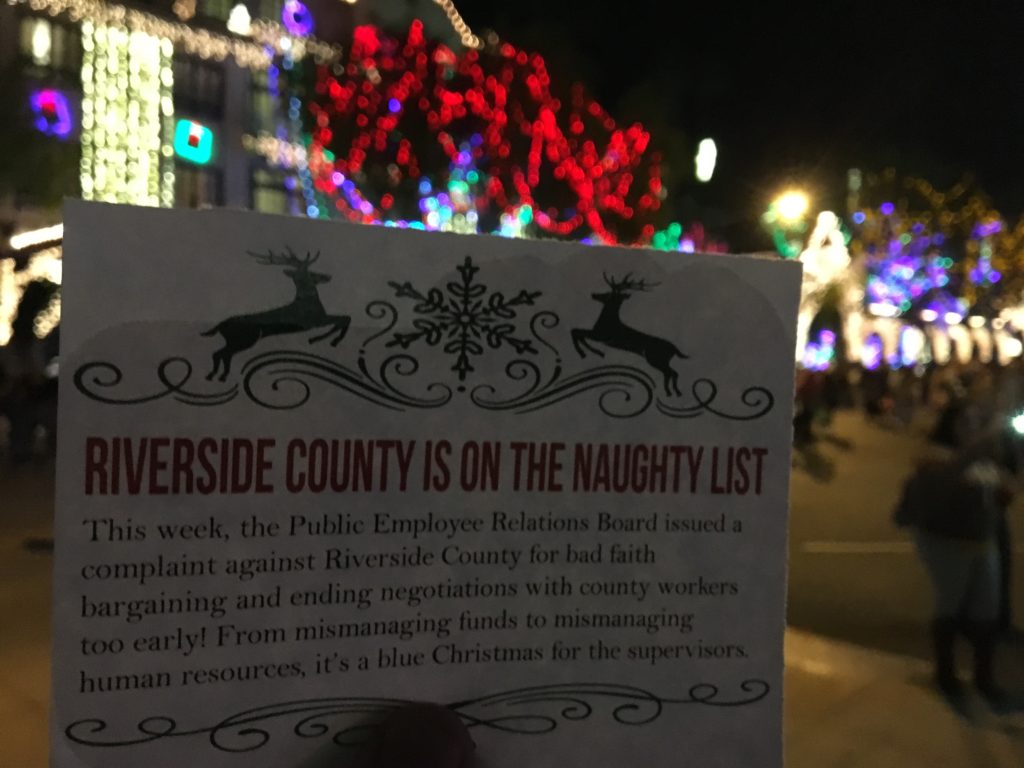 RIVERSIDE COUNTY IS ON THE NAUGHTY LIST
This week, the Public Employee Relations Board issued a
complaint against Riverside County for bad faith
bargaining and ending negotiations with county workers
too early! From mismanaging funds to mismanaging
human resources, it's a blue Christmas for the supervisors.